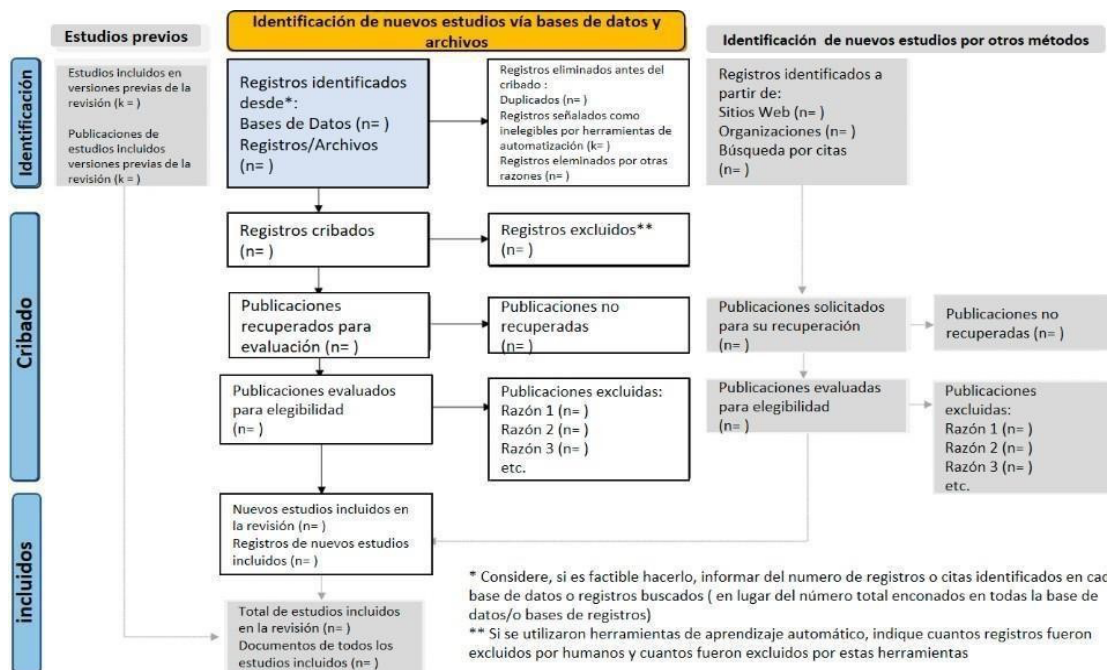 Estudios previos
Identificación de nuevos estudios vía bases de datos y
archivos
Identificación de nuevos estudios por otros métodos
Identificación
Estudios incluidos en
versiones previas de la
revisión (k = )
Publicaciones de
estudios incluidos
versiones previas de la
revisión (k = )
Registros identificados
desde*:
Bases de Datos (n= )
Registros/Archivos
(n= )
Registros eliminados antes del
cribado :
Duplicados (n= )
Registros señalados como
inelegibles por herramientas de
automatización (k= )
Registros eleminados por otras
razones (n= )
Registros identificados a
partir de:
Sitios Web (n= )
Organizaciones (n= )
Búsqueda por citas
(n= )
Cribado
Registros cribados
(n= )
Registros excluidos**
(n= )
Publicaciones
recuperados para
evaluación (n= )
Publicaciones no
recuperadas
(n= )
Publicaciones solicitados
para su recuperación
(n= )
Publicaciones no
recuperadas (n= )
Publicaciones evaluados
para elegibilidad
(n= )
Publicaciones excluidas:
Razón 1 (n= )
Razón 2 (n= )
Razón 3 (n= )
etc.
Publicaciones evaluadas
para elegibilidad
(n= )
Publicaciones
excluidas:
Razón 1 (n= )
Razón 2 (n= )
Razón 3 (n= )
etc.
incluidos
Nuevos estudios incluidos en
la revisión (n= )
Registros de nuevos estudios
incluidos (n= )
Total de estudios incluidos
en la revisión (n= )
Documentos de todos los
estudios incluidos (n= )
* Considere, si es factible hacerlo, informar del numero de registros o citas identificados en cad
base de datos o registros buscados ( en lugar del número total enconados en todas la base de
datos/o bases de registros)
** Si se utilizaron herramientas de aprendizaje automático, indique cuantos registros fueron
excluidos por humanos y cuantos fueron excluidos por estas herramientas